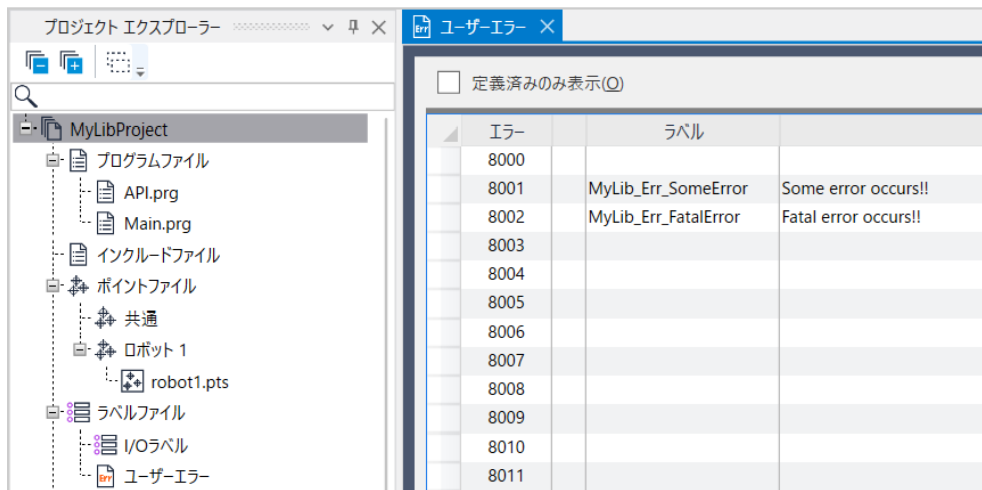 プロジェクト エクスプローラー
MyLibProject
プログラムファイル
API.prg
Main.prg
インクルードファイル
ポイントファイル
共通
ロボット 1
robot1.pts
ラベルファイル
I/Oラベル
Err ユーザーエラー
Err ユーザーエラー
定義済みのみ表示(O)
エラー ラベル
8000
8001 MyLib_Err_SomeError Some error occurs!!
8002 MyLib_Err_FatalError Fatal error occurs!!
8003
8004
8005
8006
8007
8008
8009
8010
8011